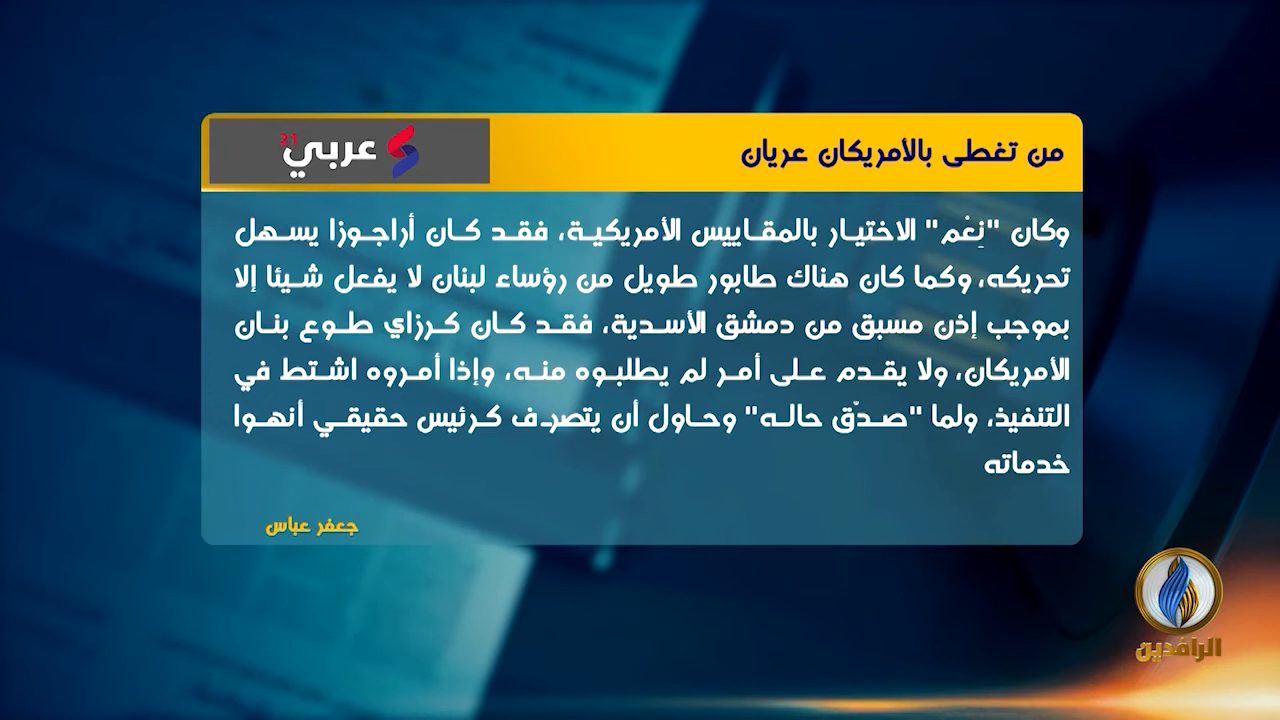 من تغطى بالأمريكان عريان
عربي 21
وكان "نِعْم" الاختيار بالمقاييس الأمريكية، فقد كان أراجوزا يسهل
تحريكه، وكما كان هناك طابور طويل من رؤساء لبنان لا يفعل شيئا إلا
بموجب إذن مسبق من دمشق الأسدية، فقد كان كرزاي طوع بنان
الأمريكان، ولا يقدم على أمر لم يطلبوه منه، وإذا أمروه اشتط في
التنفيذ، ولما "صدّق حاله" وحاول أن يتصرف كرئيس حقيقي أنهوا
خدماته
جعفر عباس
الرافدين